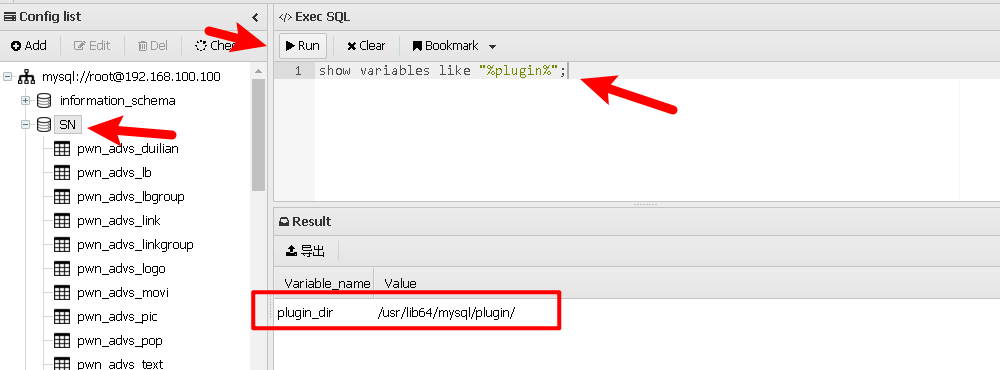 Config list
Add Edit Del Chec
mysql://root@192.168.100.100
information_schema
SN
pwn_advs_duilian
pwn_advs_lb
pwn_advs_lbgroup
pwn_advs_link
pwn_advs_linkgroup
pwn_advs_logo
pwn_advs_movi
pwn_advs_pic
pwn_advs_pop
pwn_advs_text
</> Exec SQL
Run Clear Bookmark
1 show variables like "%plugin%";
Result
导出
Variable_name Value
plugin_dir /usr/lib64/mysql/plugin/